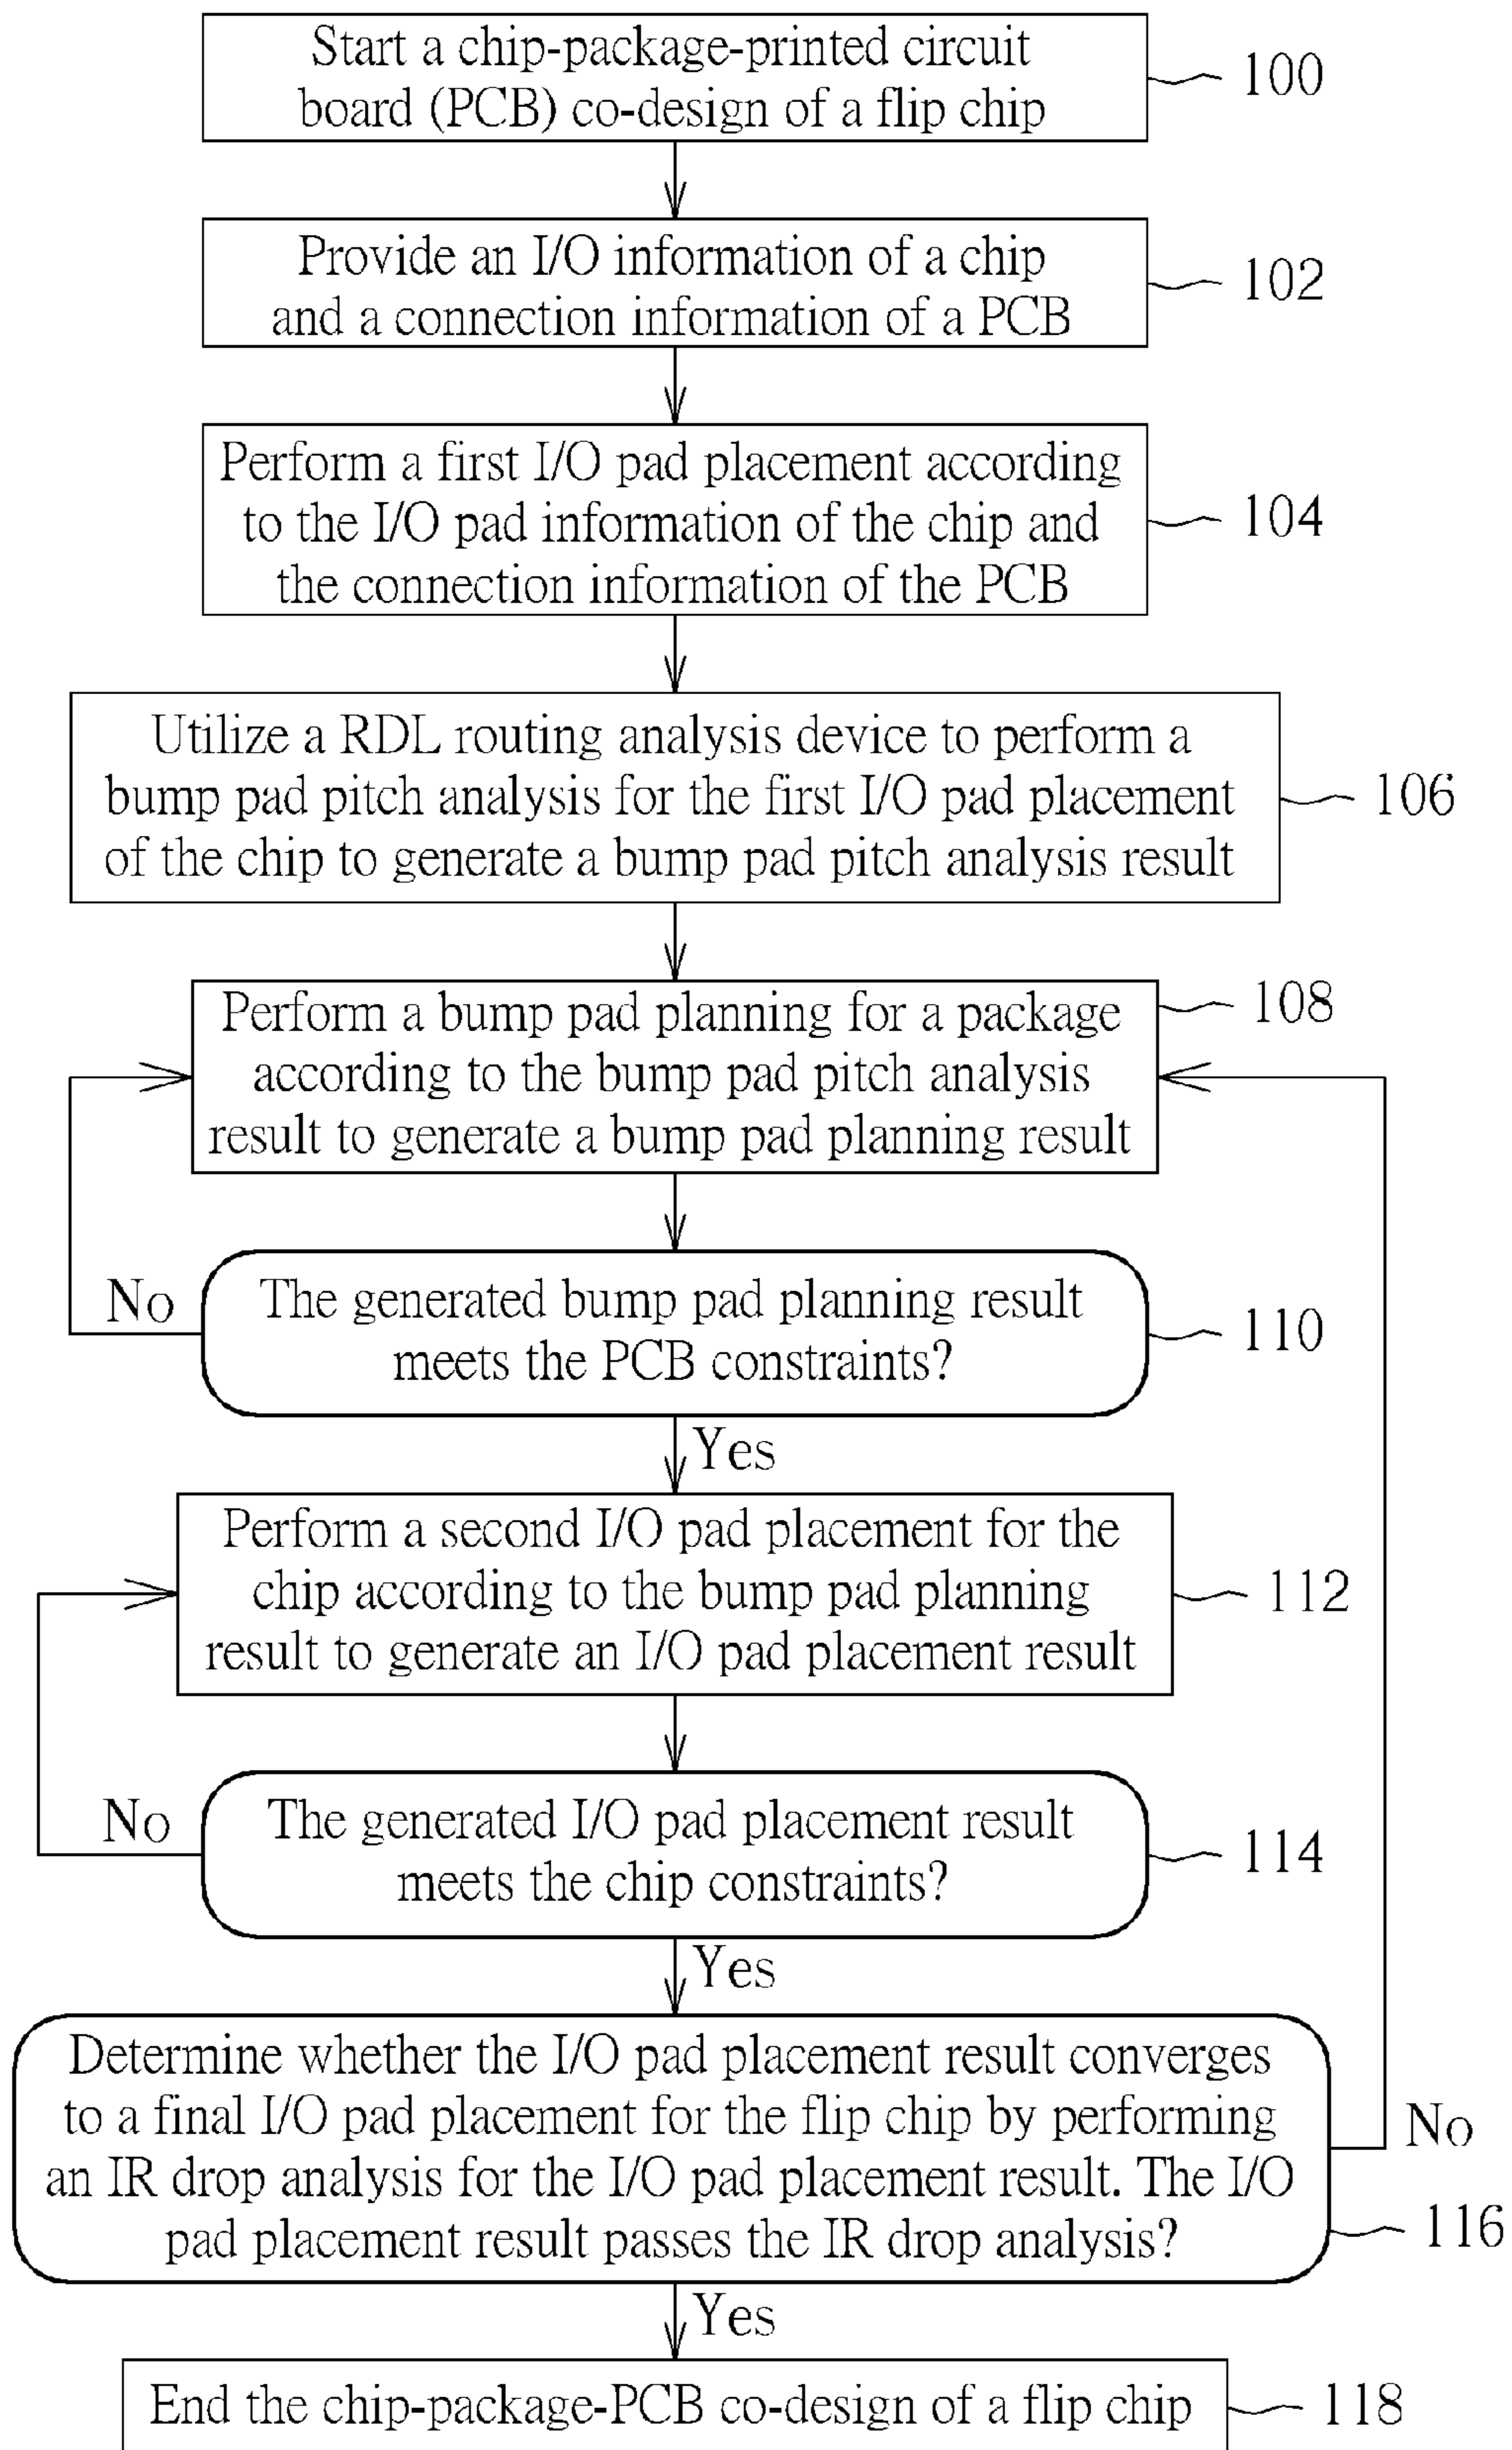 Start a chip-package-printed circuit
board (PCB) co-design of a flip chip
100
Provide an I/O information of a chip
and a connection information of a PCB
102
Perform a first I/O pad placement according
to the I/O pad information of the chip and
the connection information of the PCB
104
Utilize a RDL routing analysis device to perform a
bump pad pitch analysis for the first I/O pad placement
of the chip to generate a bump pad pitch analysis result
106
Perform a bump pad planning for a package
according to the bump pad pitch analysis
result to generate a bump pad planning result
108
No
The generated bump pad planning result
meets the PCB constraints?
110
Yes
Perform a second I/O pad placement for the
chip according to the bump pad planning
result to generate an I/O pad placement result
112
No
The generated I/O pad placement result
meets the chip constraints?
114
Yes
Determine whether the I/O pad placement result converges
to a final I/O pad placement for the flip chip by performing
an IR drop analysis for the I/O pad placement result. The I/O
pad placement result passes the IR drop analysis?
No
116
Yes
End the chip-package-PCB co-design of a flip chip
118